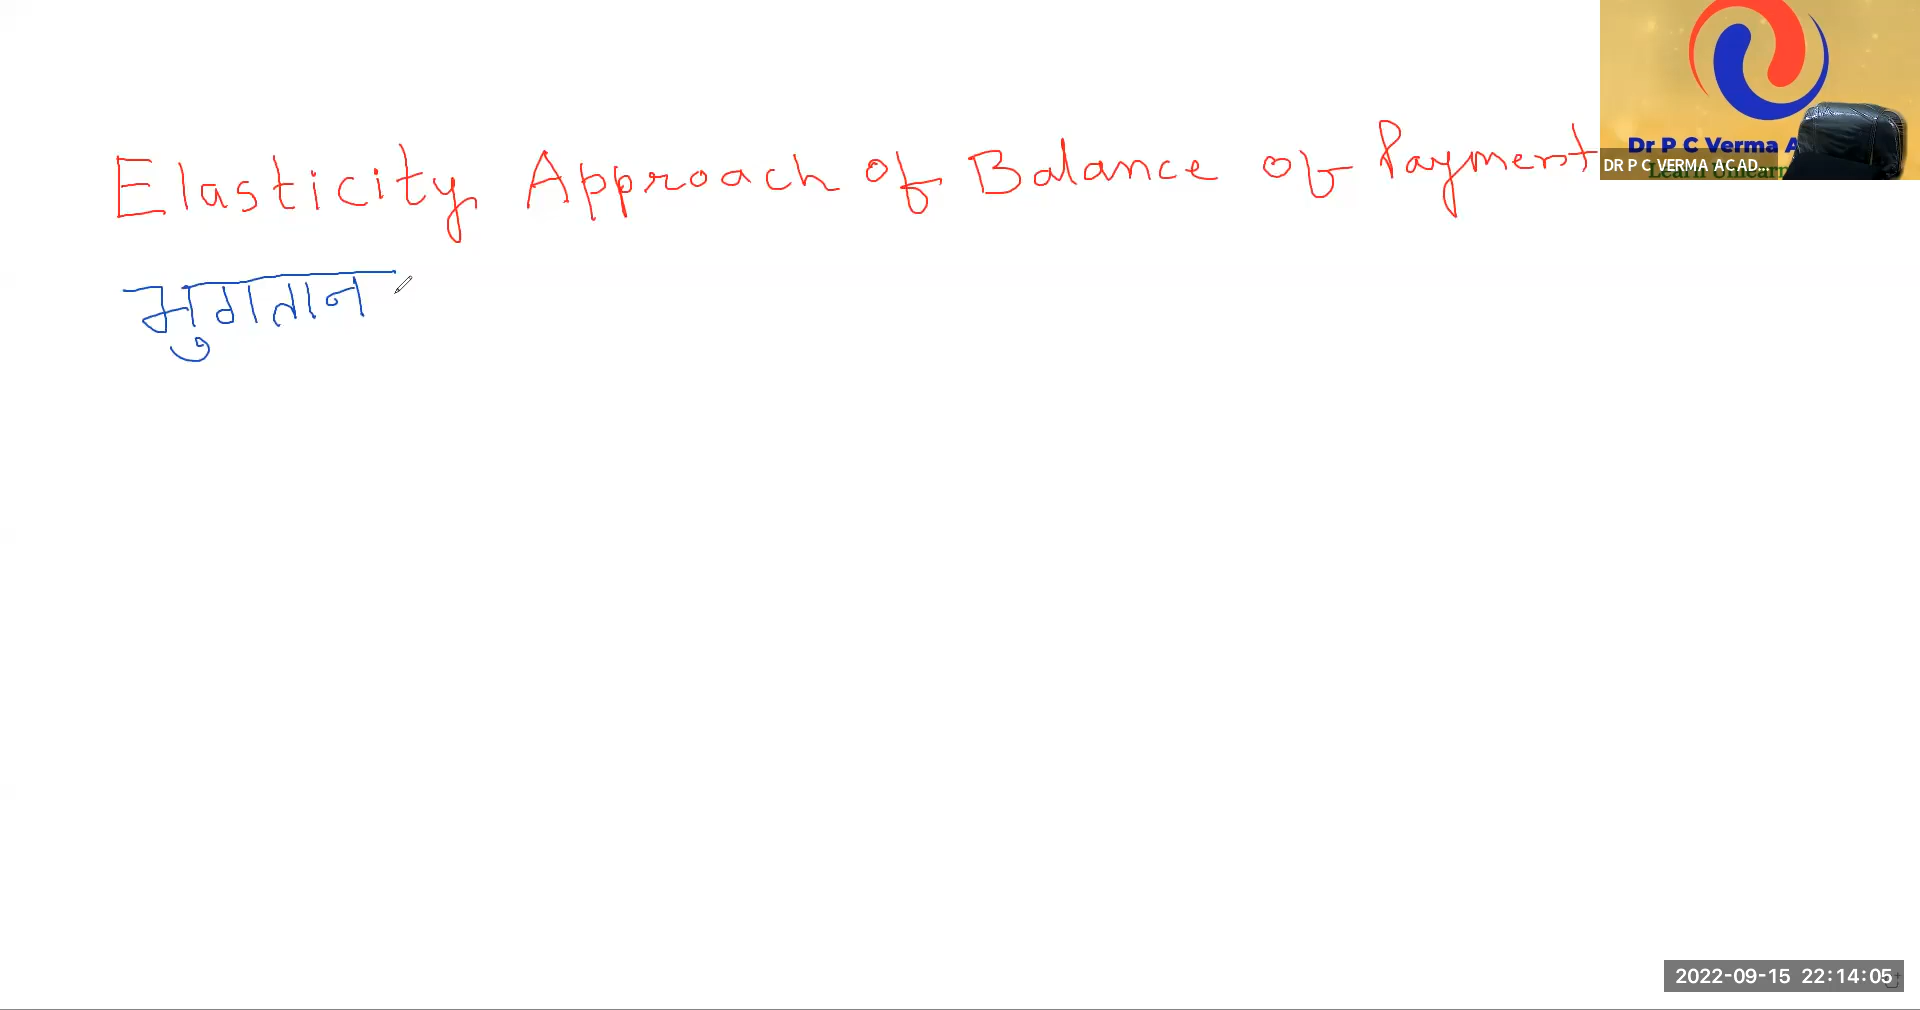 Elasticity Approach of Balance of Payment
भुगतान
Dr P C Verma A
DR P C VERMA ACAD...
2022-09-15 22:14:05